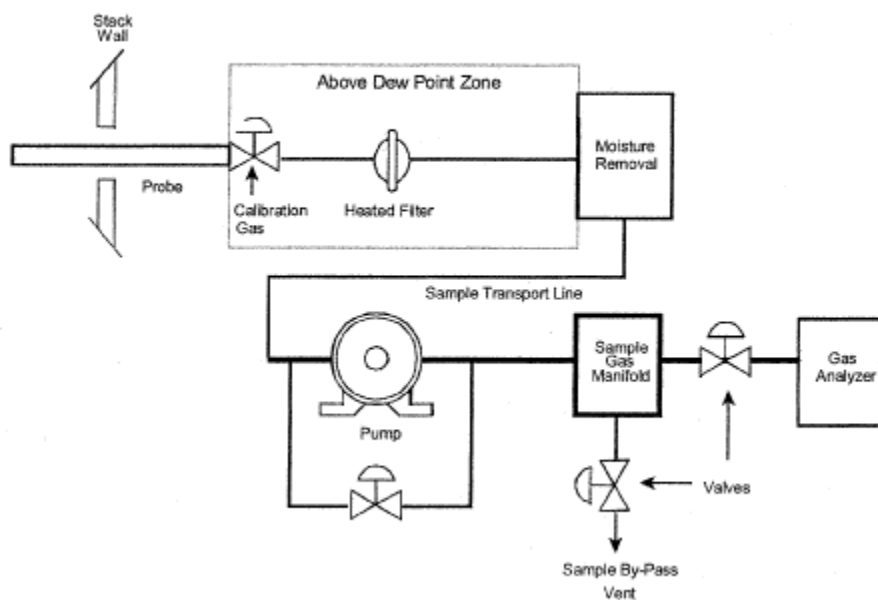 Stack
Wall
Above Dew Point Zone
Moisture
Removal
Probe
Calibration
Gas
Heated Filter
Sample Transport Line
Sample
Gas
Manifold
Gas
Analyzer
Pump
Valves
Sample By-Pass
Vent